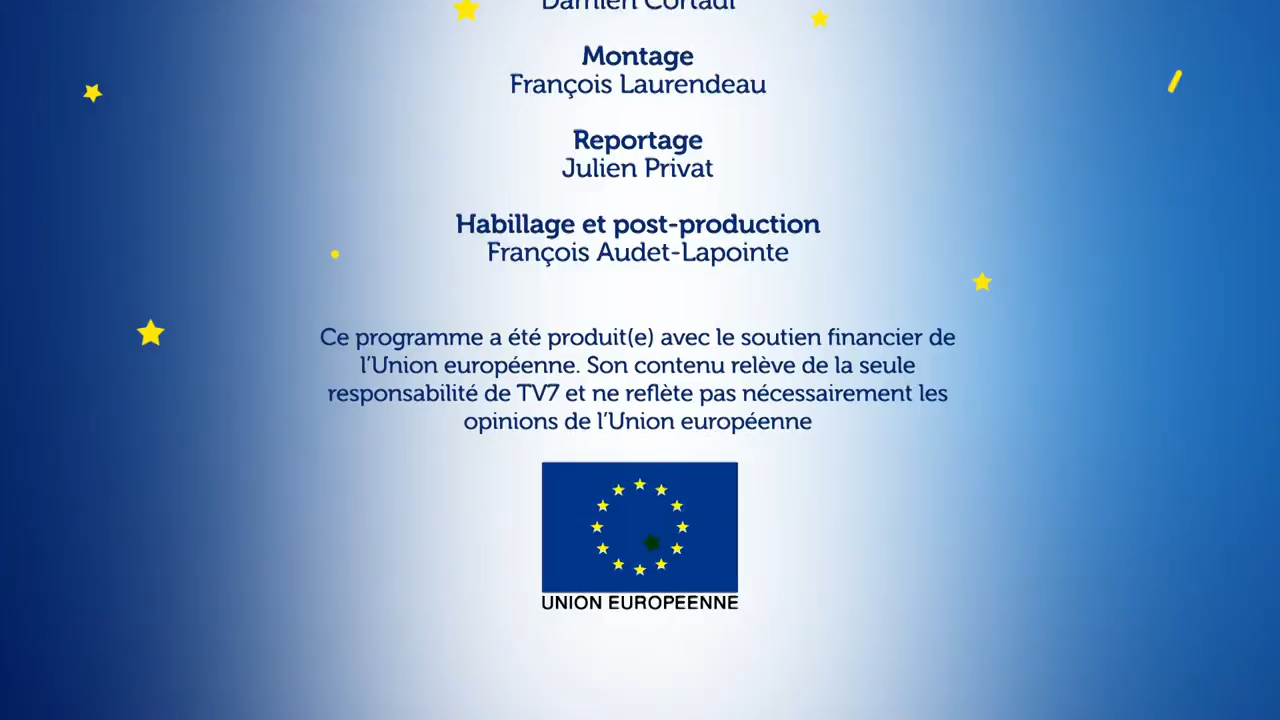 Damien Cortadi
Montage
François Laurendeau
Reportage
Julien Privat
Habillage et post-production
François Audet-Lapointe
Ce programme a été produit(e) avec le soutien financier de
l’Union européenne. Son contenu relève de la seule
responsabilité de TV7 et ne reflète pas nécessairement les
opinions de l’Union européenne
UNION EUROPEENNE